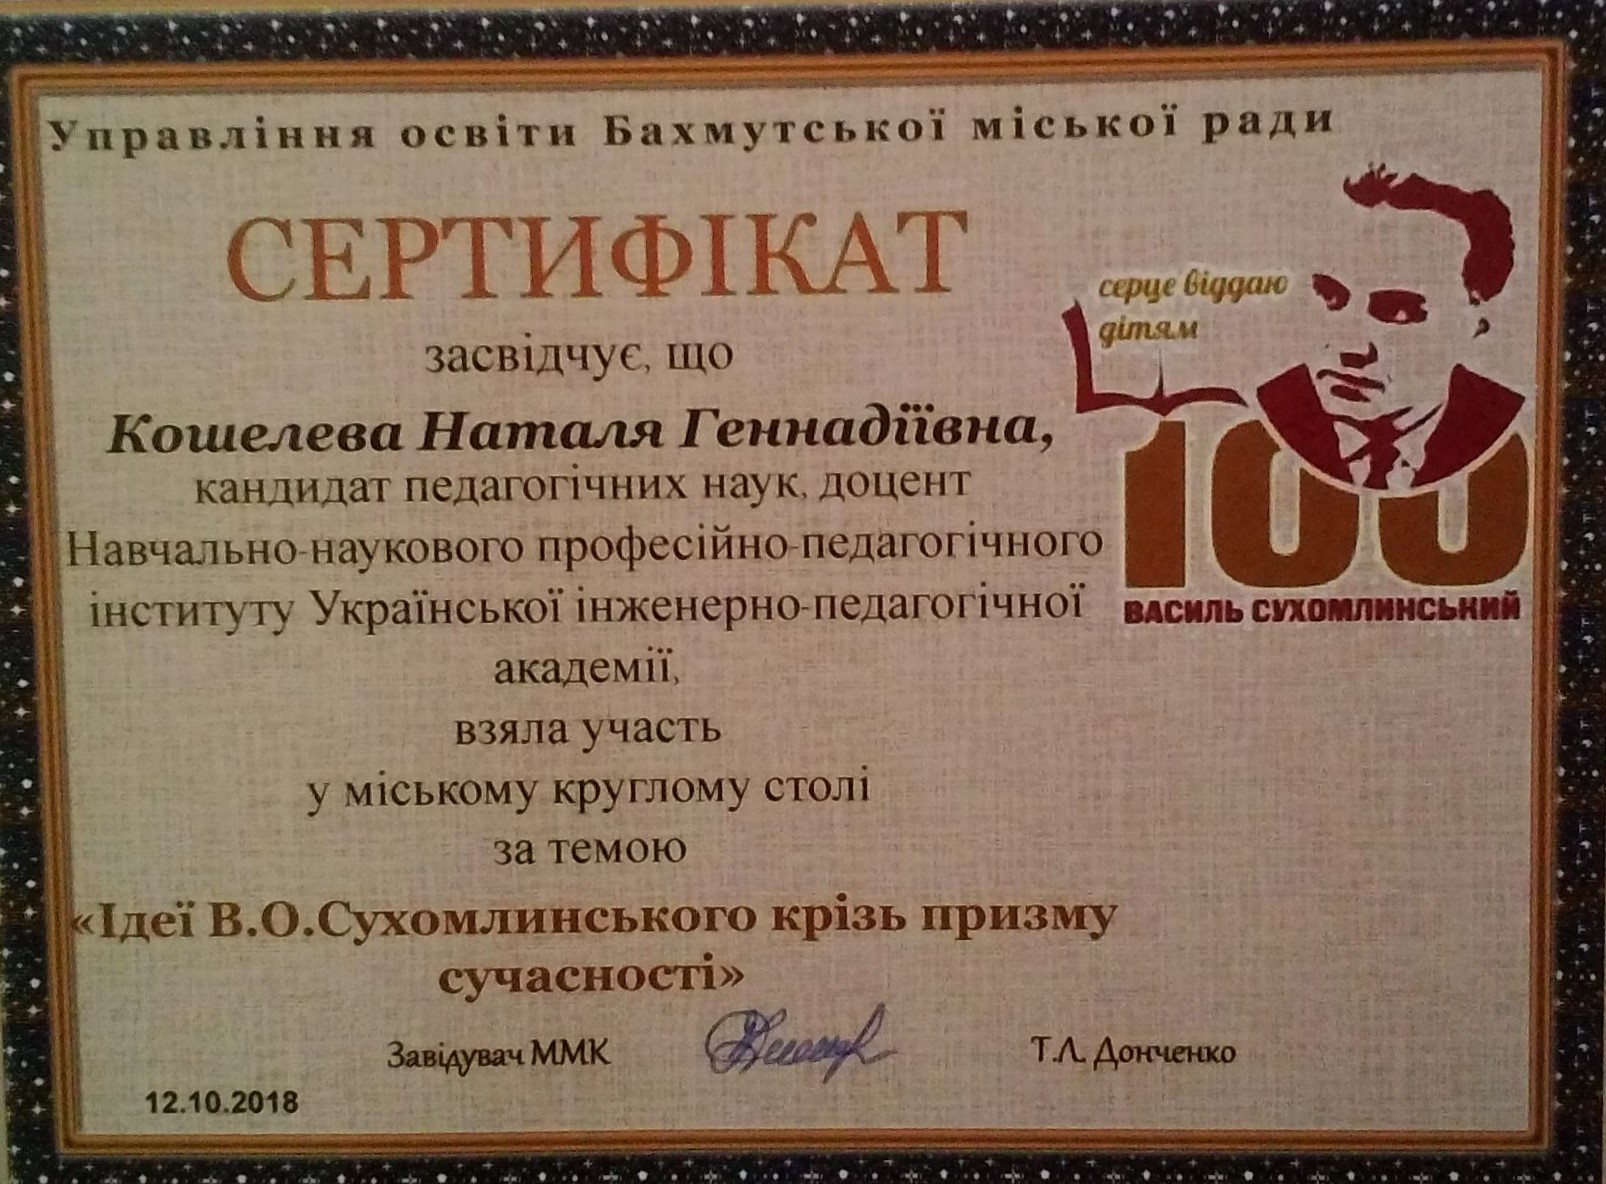 Управління освіти Бахмутської міської ради
СЕРТИФІКАТ
серце віддаю
дітям
засвідчує, що
Кошелева Наталя Геннадіївна,
кандидат педагогічних наук, доцент
Навчально-наукового професійно-педагогічного
інституту Української інженерно-педагогічної
академії,
100
ВАСИЛЬ СУХОМЛИНСЬКИЙ
взяла участь
у міському круглому столі
за темою
«Ідеї В.О.Сухомлинського крізь призму
сучасності»
Завідувач ММК Т.Л. Донченко
12.10.2018